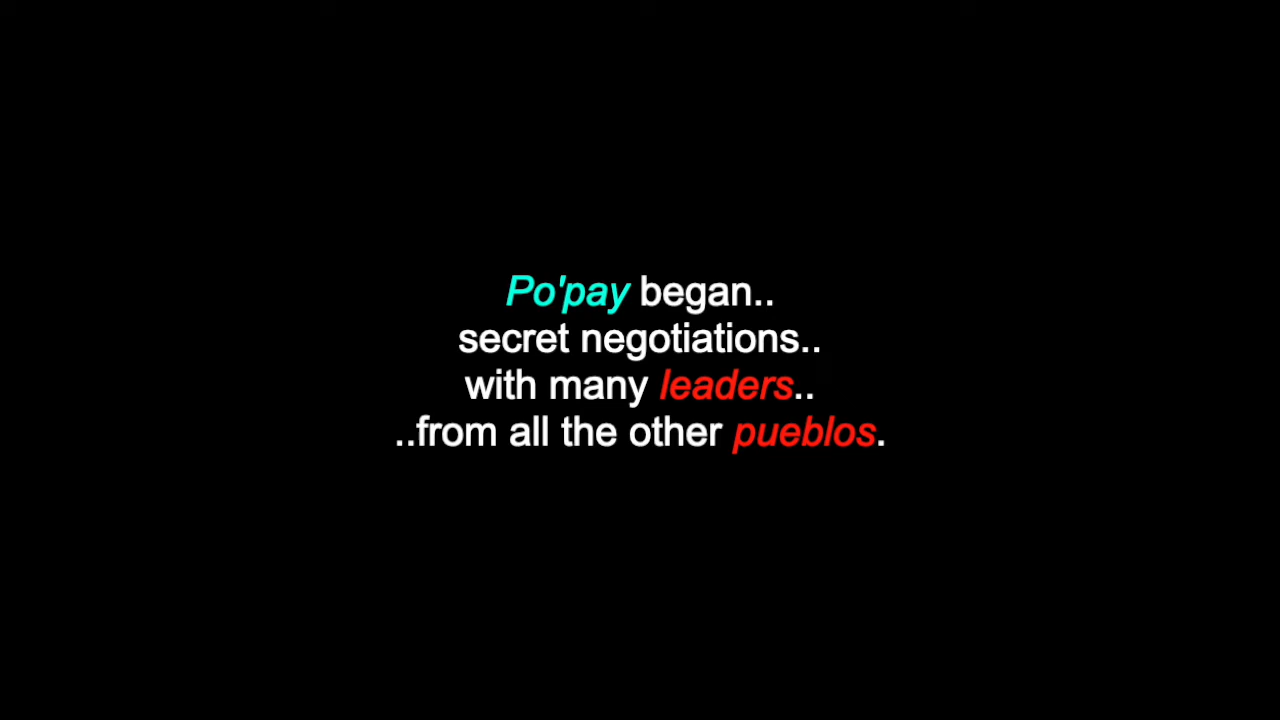 Po'pay began..
secret negotiations..
with many leaders..
..from all the other pueblos.